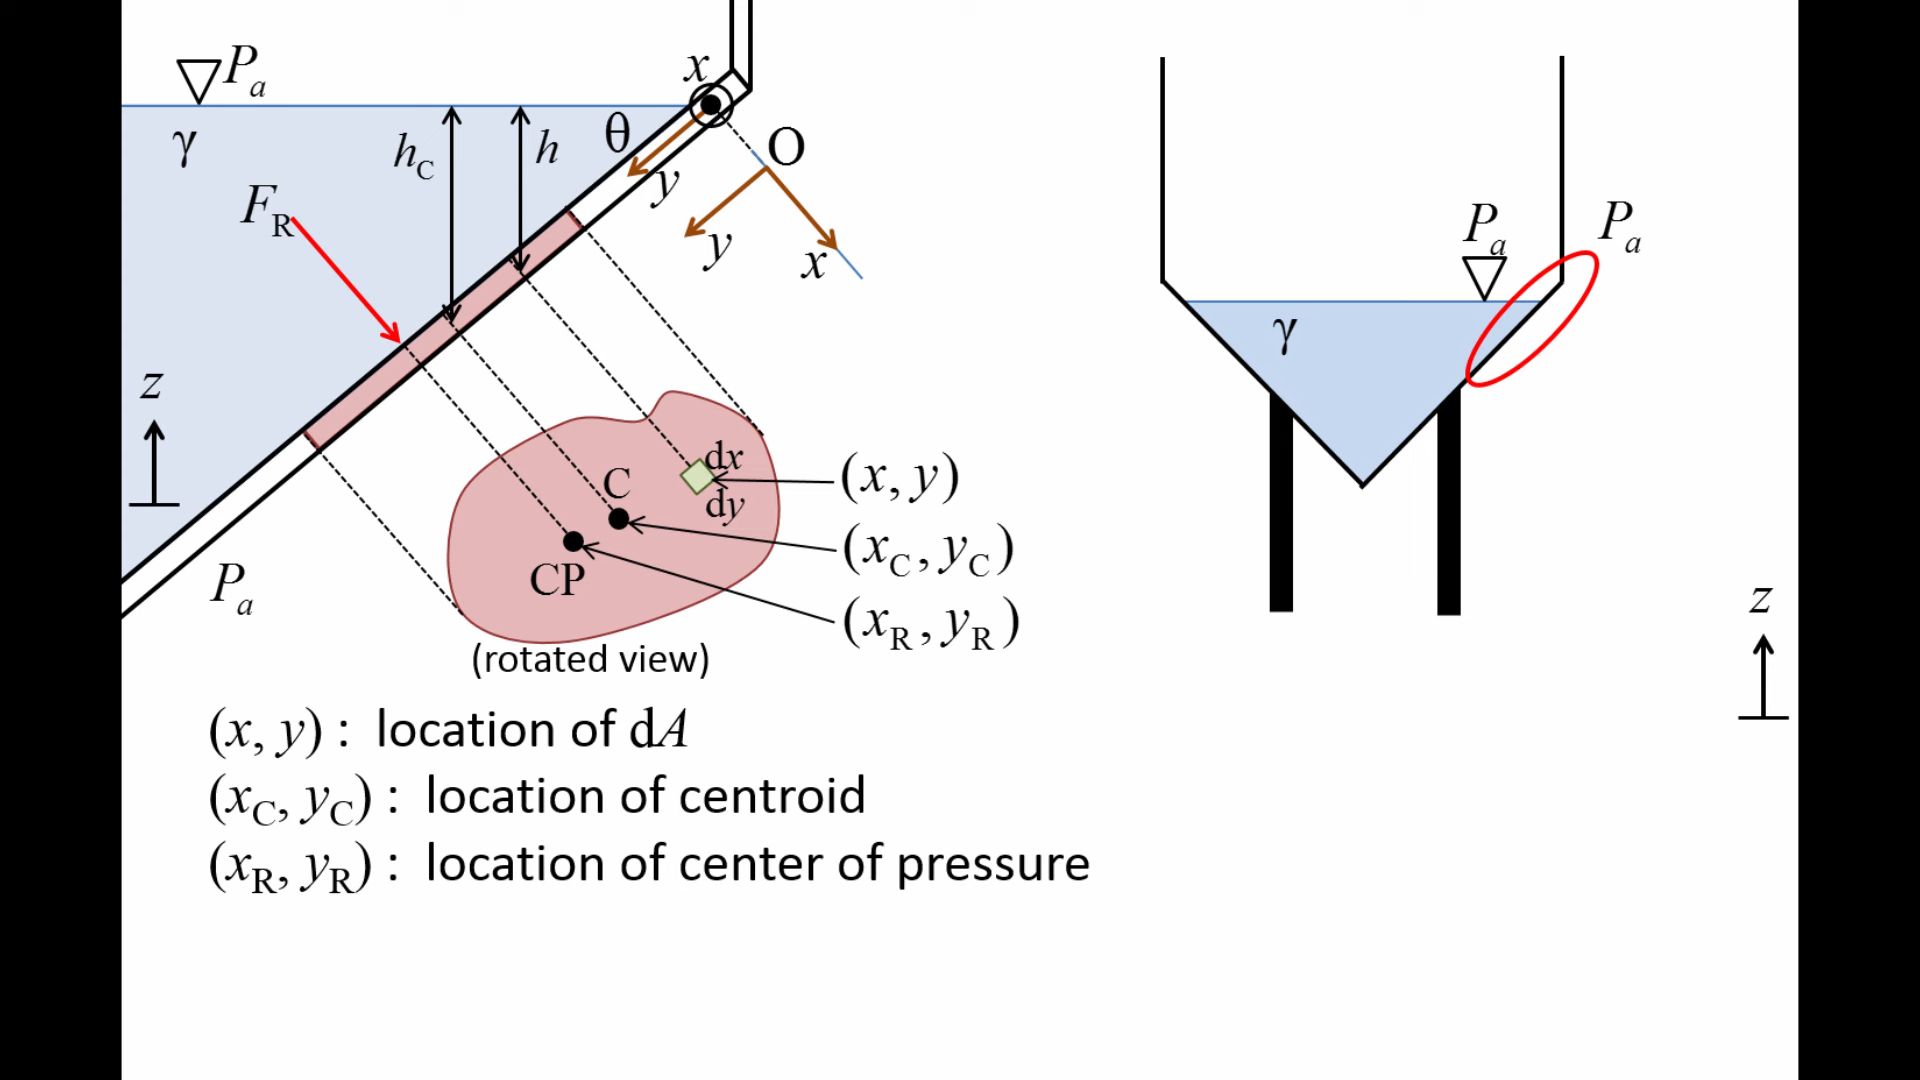 P_a
x
γ
h_C
h
θ
O
y
F_R
y
x
P_a
P_a
γ
z
dx
(x, y)
C
dy
(x_C, y_C)
CP
P_a
(x_R, y_R)
z
(rotated view)
(x, y) : location of dA
(x_C, y_C) : location of centroid
(x_R, y_R) : location of center of pressure